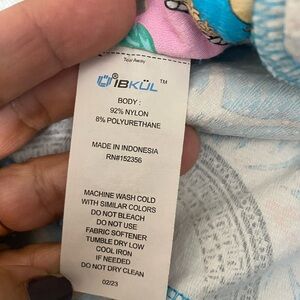 Tear Away
IBKÜL™
BODY :
92% NYLON
8% POLYURETHANE
MADE IN INDONESIA
RN#152356
MACHINE WASH COLD
WITH SIMILAR COLORS
DO NOT BLEACH
DO NOT USE
FABRIC SOFTENER
TUMBLE DRY LOW
COOL IRON
IF NEEDED
DO NOT DRY CLEAN
02/23